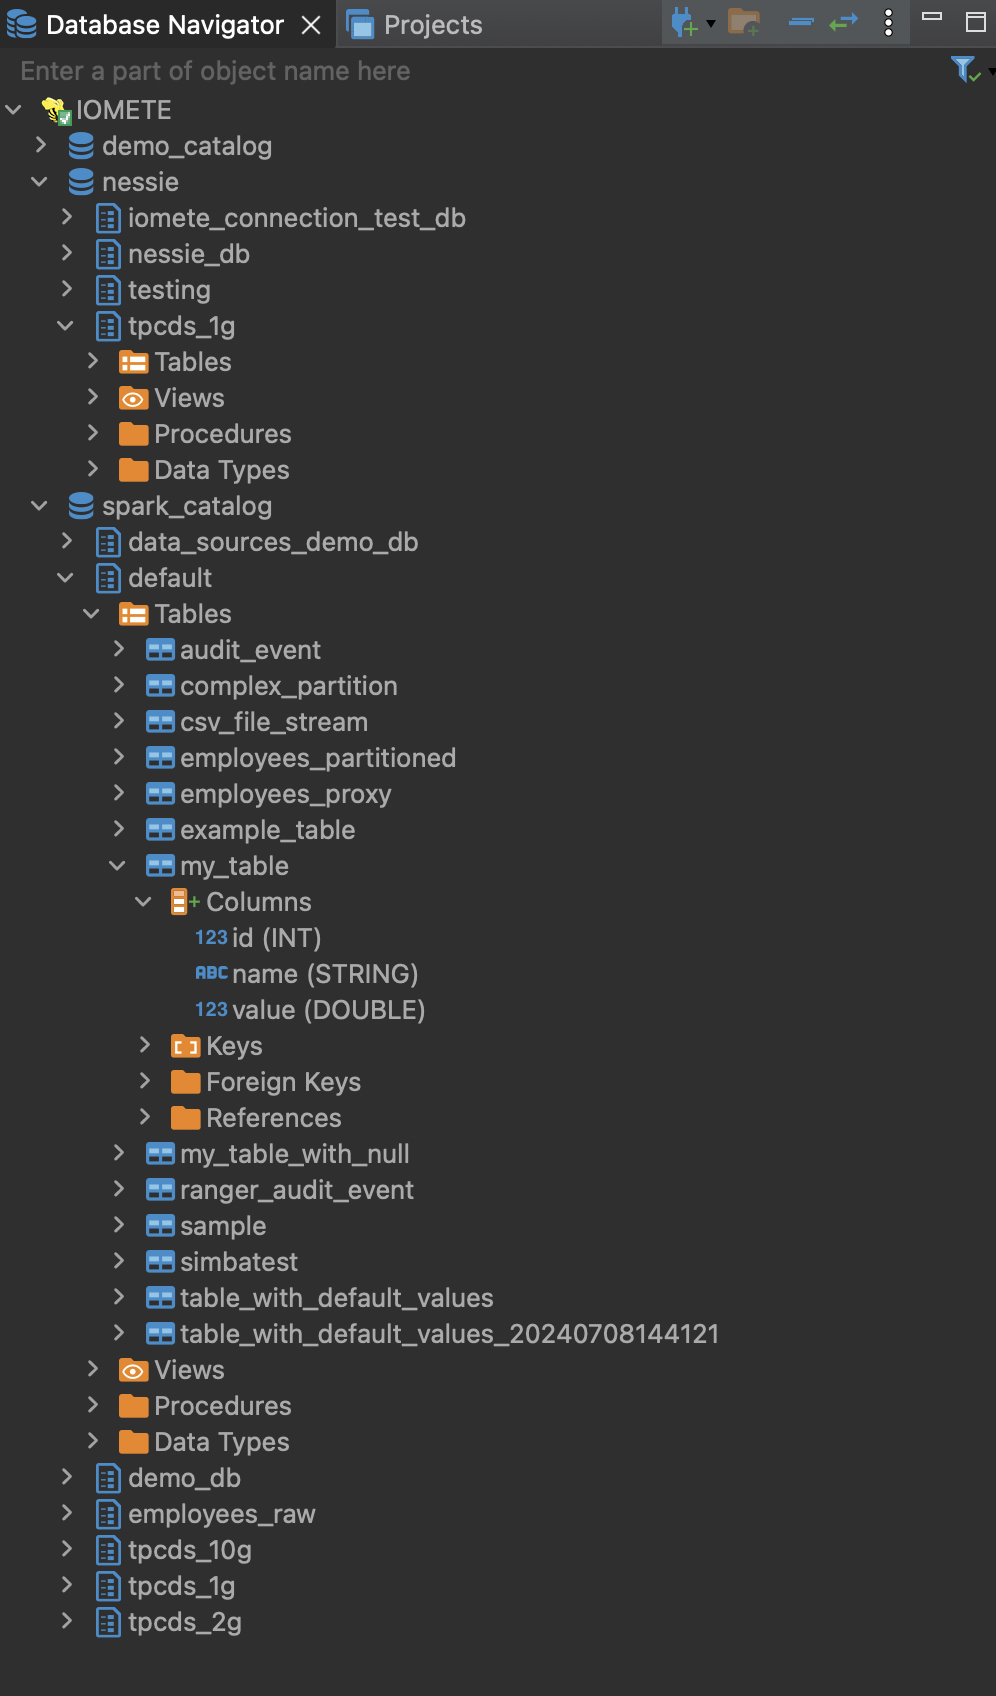 Database Navigator Projects
Enter a part of object name here
IOMETE
demo_catalog
nessie
iomete_connection_test_db
nessie_db
testing
tpcds_1g
Tables
Views
Procedures
Data Types
spark_catalog
data_sources_demo_db
default
Tables
audit_event
complex_partition
csv_file_stream
employees_partitioned
employees_proxy
example_table
my_table
Columns
123 id (INT)
ABC name (STRING)
123 value (DOUBLE)
Keys
Foreign Keys
References
my_table_with_null
ranger_audit_event
sample
simbatest
table_with_default_values
table_with_default_values_20240708144121
Views
Procedures
Data Types
demo_db
employees_raw
tpcds_10g
tpcds_1g
tpcds_2g